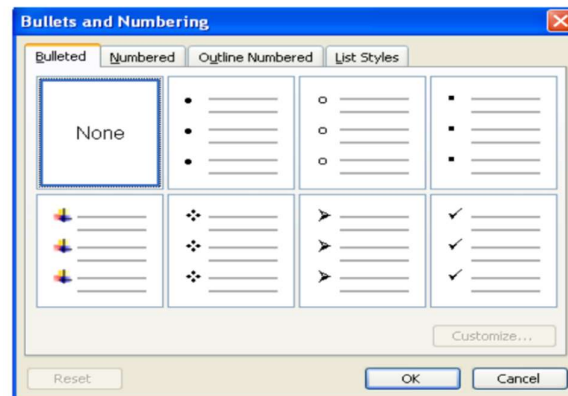 Bullets and Numbering
Bulleted Numbered Outline Numbered List Styles
None
Customize...
Reset OK Cancel